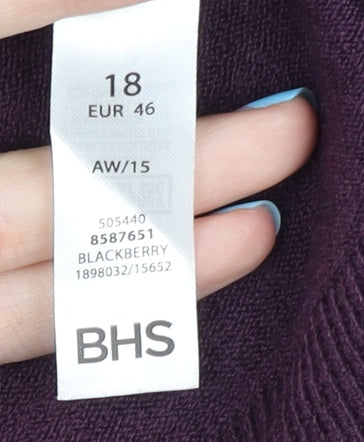 18
EUR 46
AW/15
505440
8587651
BLACKBERRY
1898032/15652
BHS